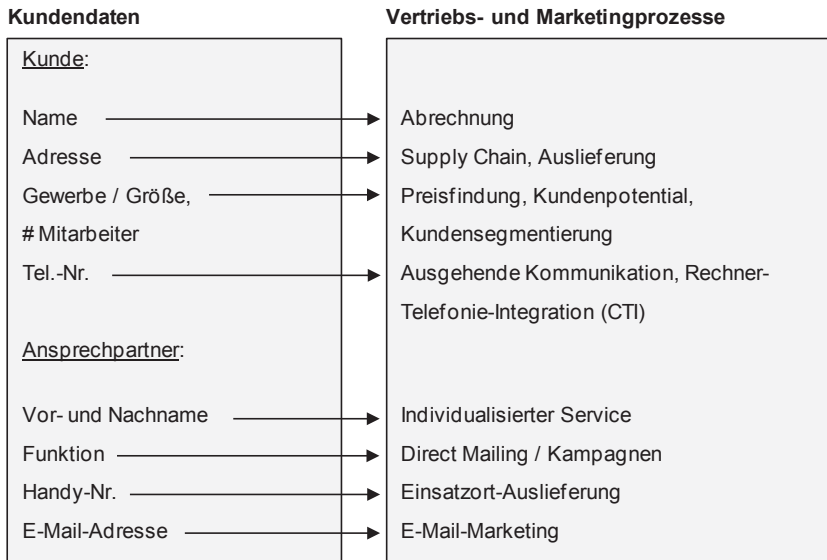 Kundendaten
Vertriebs- und Marketingprozesse
Kunde:
Name
Abrechnung
Adresse
Supply Chain, Auslieferung
Gewerbe / Größe,
Preisfindung, Kundenpotential,
# Mitarbeiter
Kundensegmentierung
Tel.-Nr.
Ausgehende Kommunikation, Rechner-
Telefonie-Integration (CTI)
Ansprechpartner:
Vor- und Nachname
Individualisierter Service
Funktion
Direct Mailing / Kampagnen
Handy-Nr.
Einsatzort-Auslieferung
E-Mail-Adresse
E-Mail-Marketing